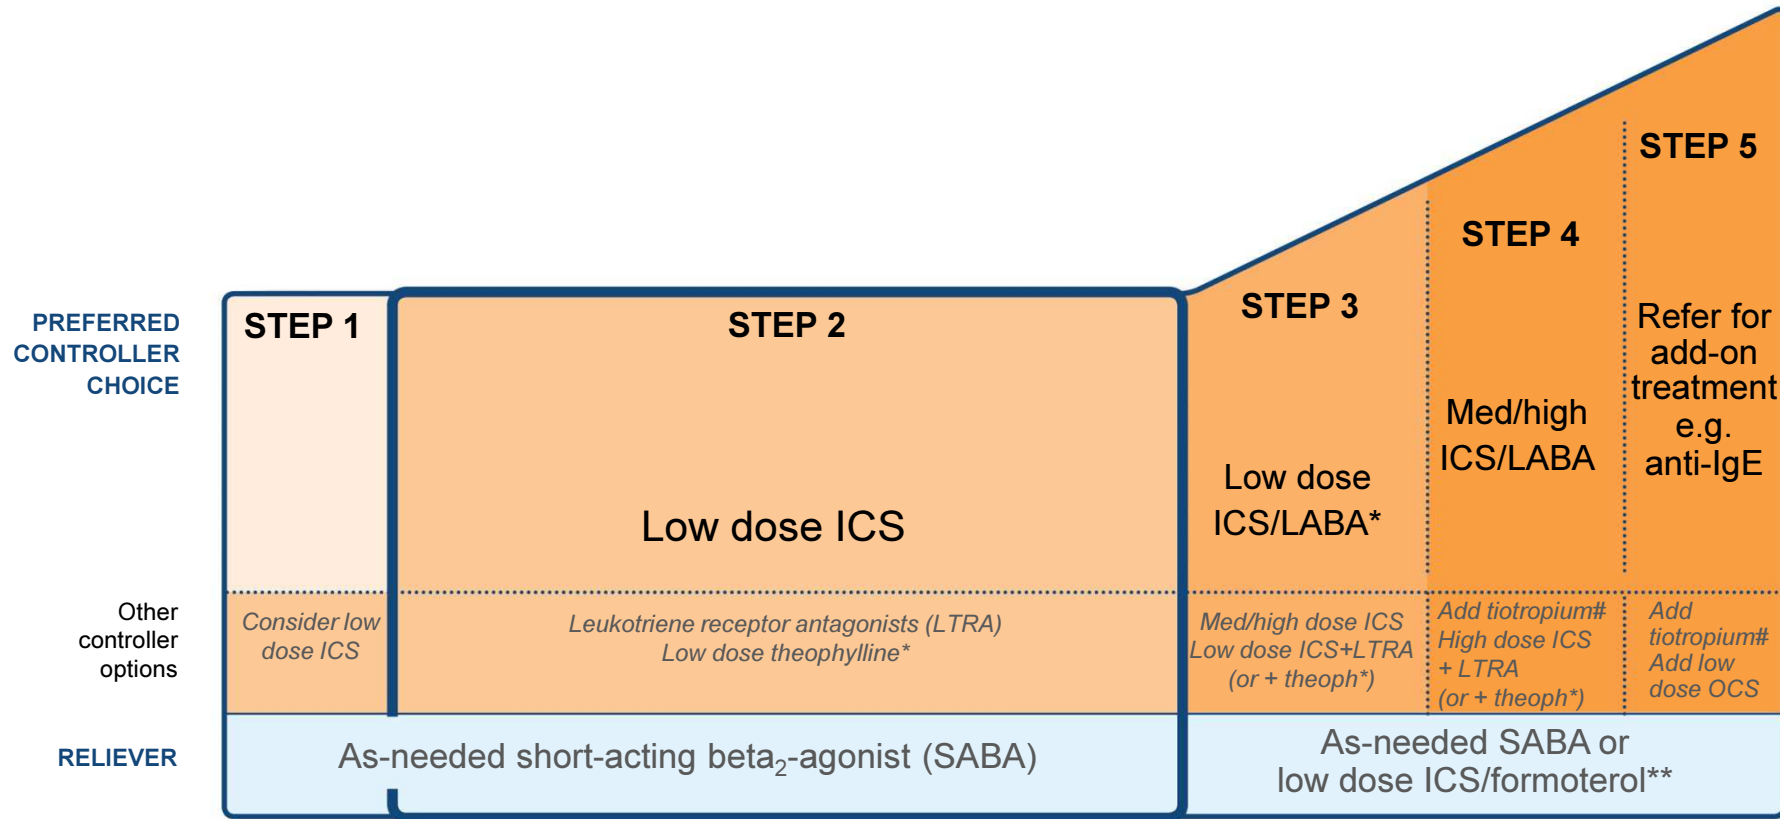 PREFERRED
CONTROLLER
CHOICE
STEP 1
STEP 2
Low dose ICS
STEP 3
Low dose
ICS/LABA*
STEP 4
Med/high
ICS/LABA
STEP 5
Refer for
add-on
treatment
e.g.
anti-IgE
Other
controller
options
Consider low
dose ICS
Leukotriene receptor antagonists (LTRA)
Low dose theophylline*
Med/high dose ICS
Low dose ICS+LTRA
(or + theoph*)
Add tiotropium#
High dose ICS
+ LTRA
(or + theoph*)
Add
tiotropium#
Add low
dose OCS
RELIEVER
As-needed short-acting beta₂-agonist (SABA)
As-needed SABA or
low dose ICS/formoterol**